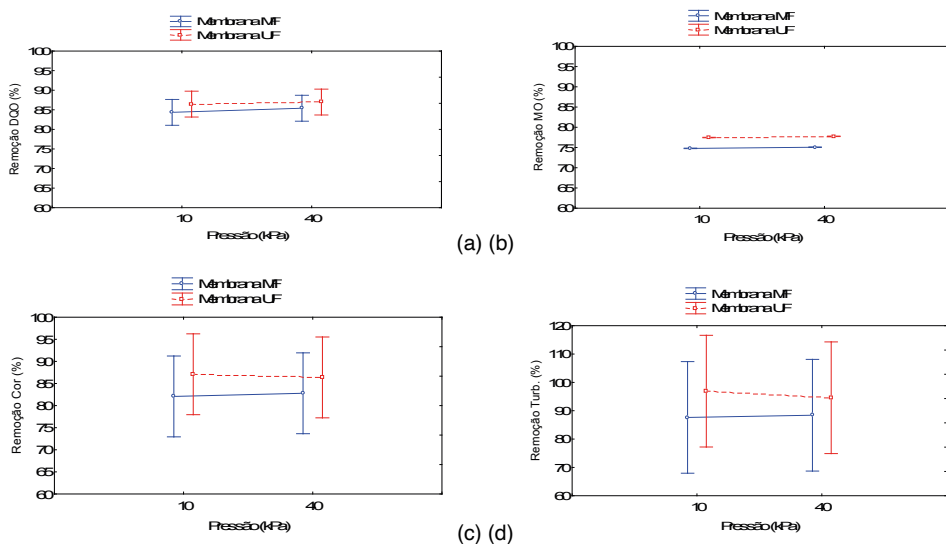 Membrana MF
Membrana UF
Remoção DQO (%)
100
95
90
85
80
75
70
65
60
10
40
Pressão (kPa)
(a) (b)
Membrana MF
Membrana UF
Remoção MO (%)
100
95
90
85
80
75
70
65
60
10
40
Pressão (kPa)
Membrana MF
Membrana UF
Remoção Cor (%)
100
95
90
85
80
75
70
65
60
10
40
Pressão (kPa)
(c) (d)
Membrana MF
Membrana UF
Remoção Turb. (%)
120
110
100
90
80
70
60
10
40
Pressão (kPa)